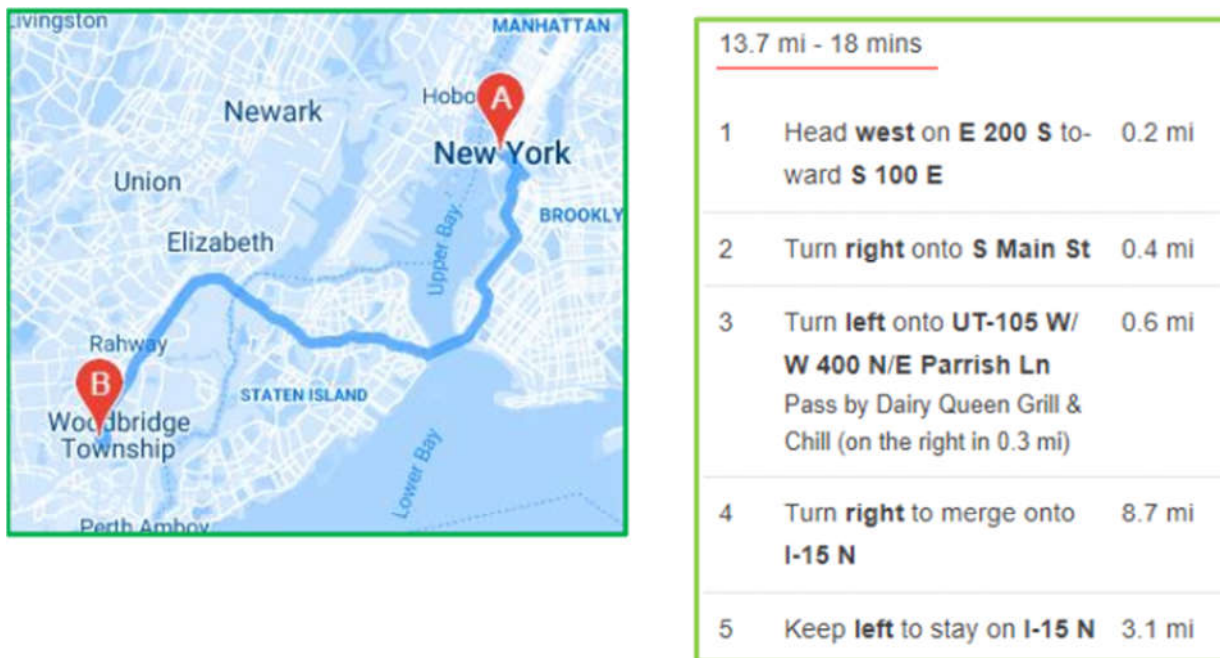 Livingston
MANHATTAN
Hobo
A
Newark
New York
Union
BROOKLY
Elizabeth
Upper Bay
Rahway
B
STATEN ISLAND
Woodbridge
Township
Lower Bay
Perth Amboy
13.7 mi - 18 mins
1 Head west on E 200 S to- 0.2 mi
ward S 100 E
2 Turn right onto S Main St 0.4 mi
3 Turn left onto UT-105 W/ 0.6 mi
W 400 N/E Parrish Ln
Pass by Dairy Queen Grill &
Chill (on the right in 0.3 mi)
4 Turn right to merge onto 8.7 mi
I-15 N
5 Keep left to stay on I-15 N 3.1 mi